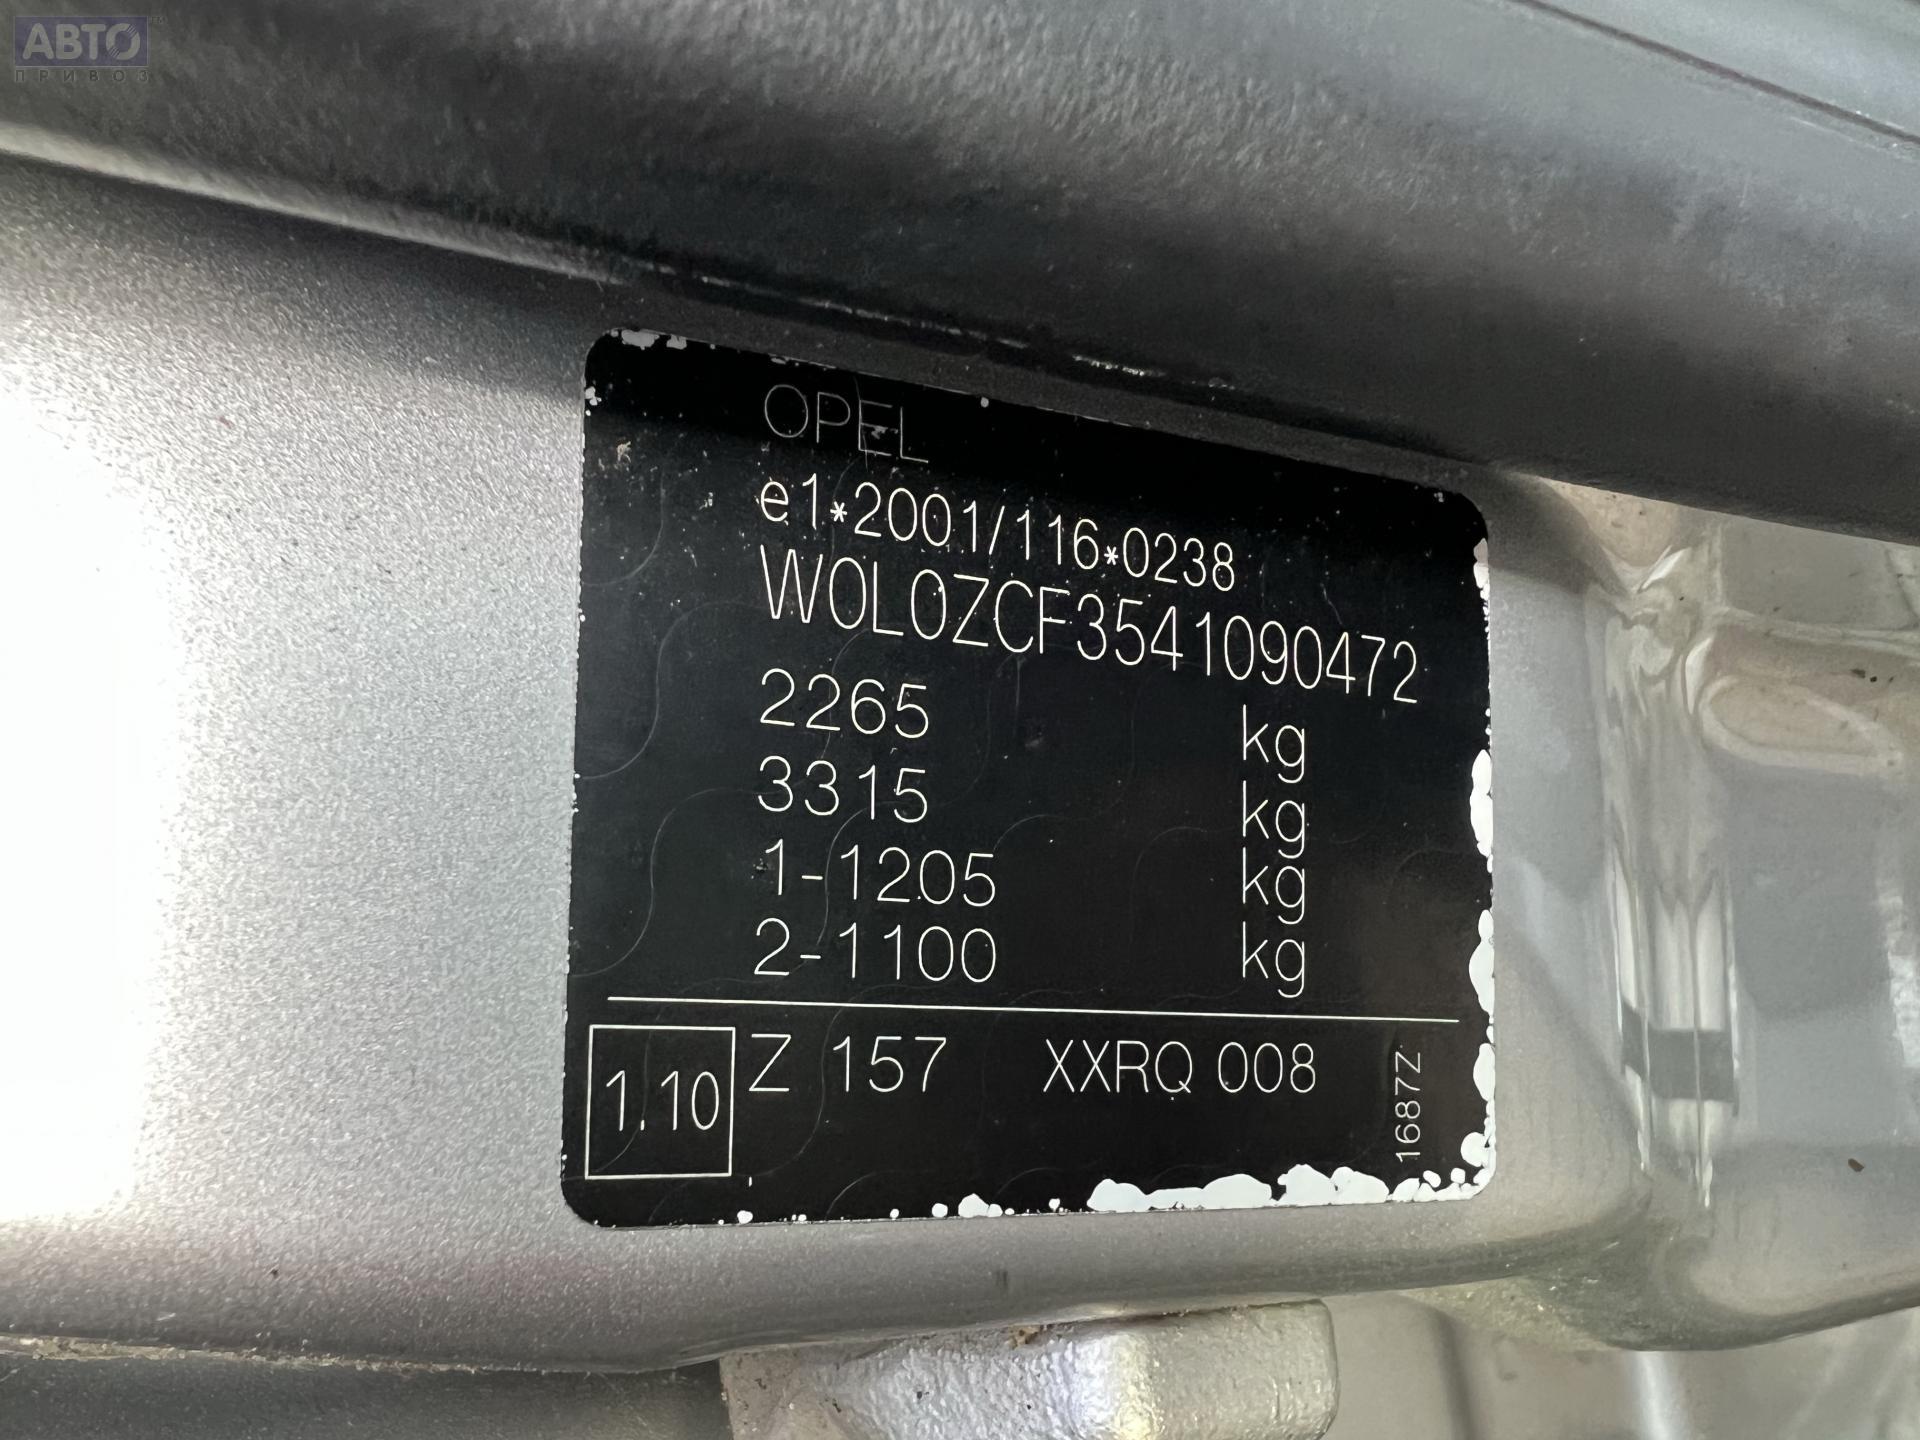 АВТО™
ПРИВОЗ
OPEL
e1*2001/116*0238
W0L0ZCF3541090472
2265 kg
3315 kg
1-1205 kg
2-1100 kg
1.10 Z 157 XXRQ 008
1687Z